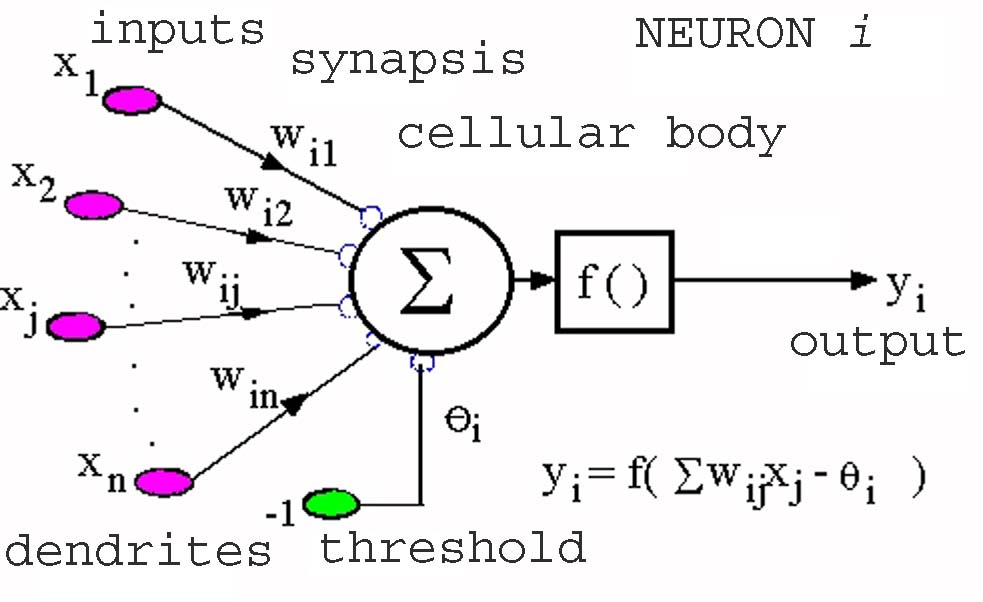 inputs
NEURON i
synapsis
x1
cellular body
wi1
x2
wi2
wij
xj
Σ
f()
yi
output
win
θi
xn
yi = f( Σwijxj - θi )
-1
dendrites
threshold